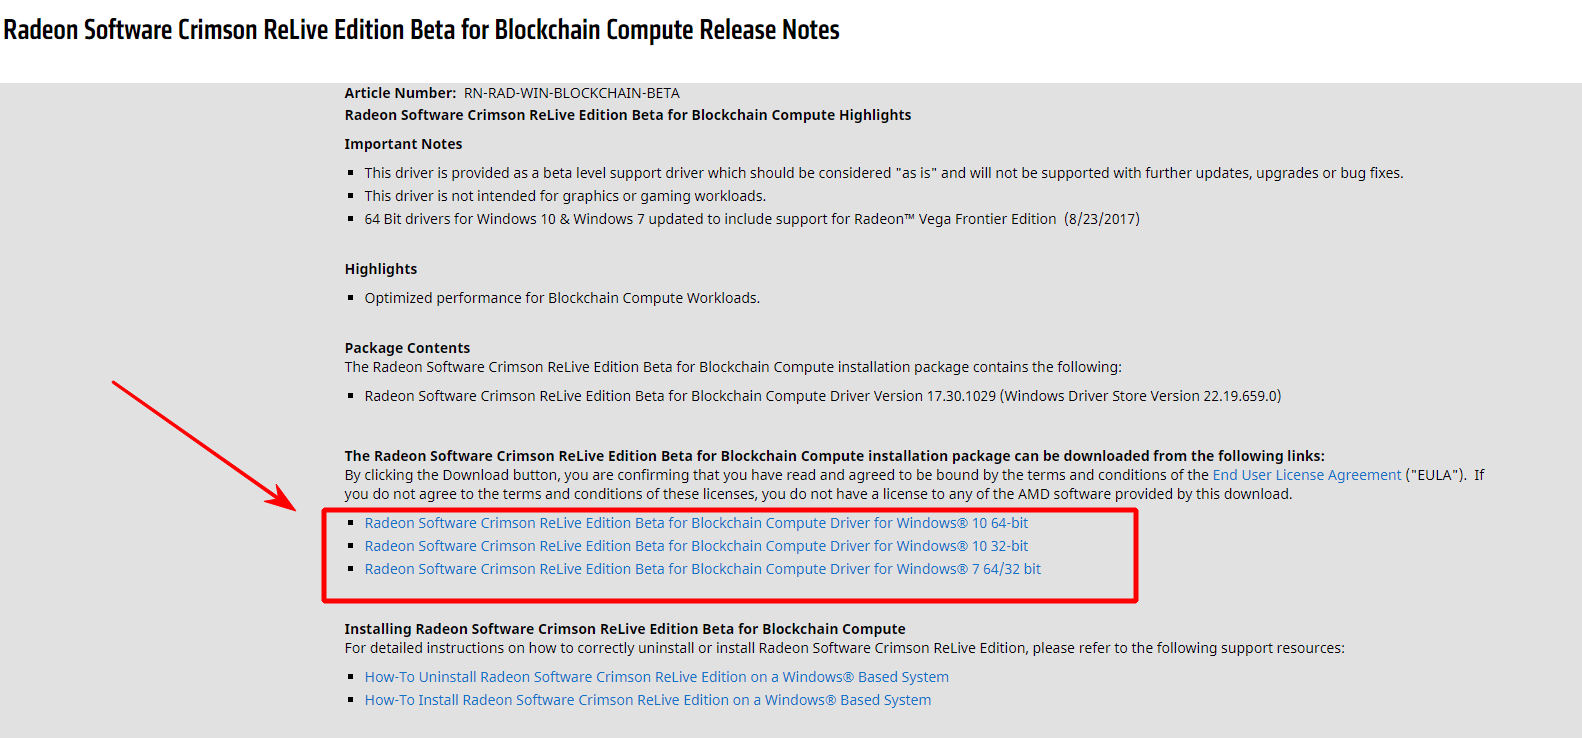 Radeon Software Crimson ReLive Edition Beta for Blockchain Compute Release Notes
Article Number: RN-RAD-WIN-BLOCKCHAIN-BETA
Radeon Software Crimson ReLive Edition Beta for Blockchain Compute Highlights
Important Notes
▪ This driver is provided as a beta level support driver which should be considered "as is" and will not be supported with further updates, upgrades or bug fixes.
▪ This driver is not intended for graphics or gaming workloads.
▪ 64 Bit drivers for Windows 10 & Windows 7 updated to include support for Radeon™ Vega Frontier Edition (8/23/2017)
Highlights
▪ Optimized performance for Blockchain Compute Workloads.
Package Contents
The Radeon Software Crimson ReLive Edition Beta for Blockchain Compute installation package contains the following:
▪ Radeon Software Crimson ReLive Edition Beta for Blockchain Compute Driver Version 17.30.1029 (Windows Driver Store Version 22.19.659.0)
The Radeon Software Crimson ReLive Edition Beta for Blockchain Compute installation package can be downloaded from the following links:
By clicking the Download button, you are confirming that you have read and agreed to be bound by the terms and conditions of the End User License Agreement ("EULA"). If
you do not agree to the terms and conditions of these licenses, you do not have a license to any of the AMD software provided by this download.
▪ Radeon Software Crimson ReLive Edition Beta for Blockchain Compute Driver for Windows® 10 64-bit
▪ Radeon Software Crimson ReLive Edition Beta for Blockchain Compute Driver for Windows® 10 32-bit
▪ Radeon Software Crimson ReLive Edition Beta for Blockchain Compute Driver for Windows® 7 64/32 bit
Installing Radeon Software Crimson ReLive Edition Beta for Blockchain Compute
For detailed instructions on how to correctly uninstall or install Radeon Software Crimson ReLive Edition, please refer to the following support resources:
▪ How-To Uninstall Radeon Software Crimson ReLive Edition on a Windows® Based System
▪ How-To Install Radeon Software Crimson ReLive Edition on a Windows® Based System